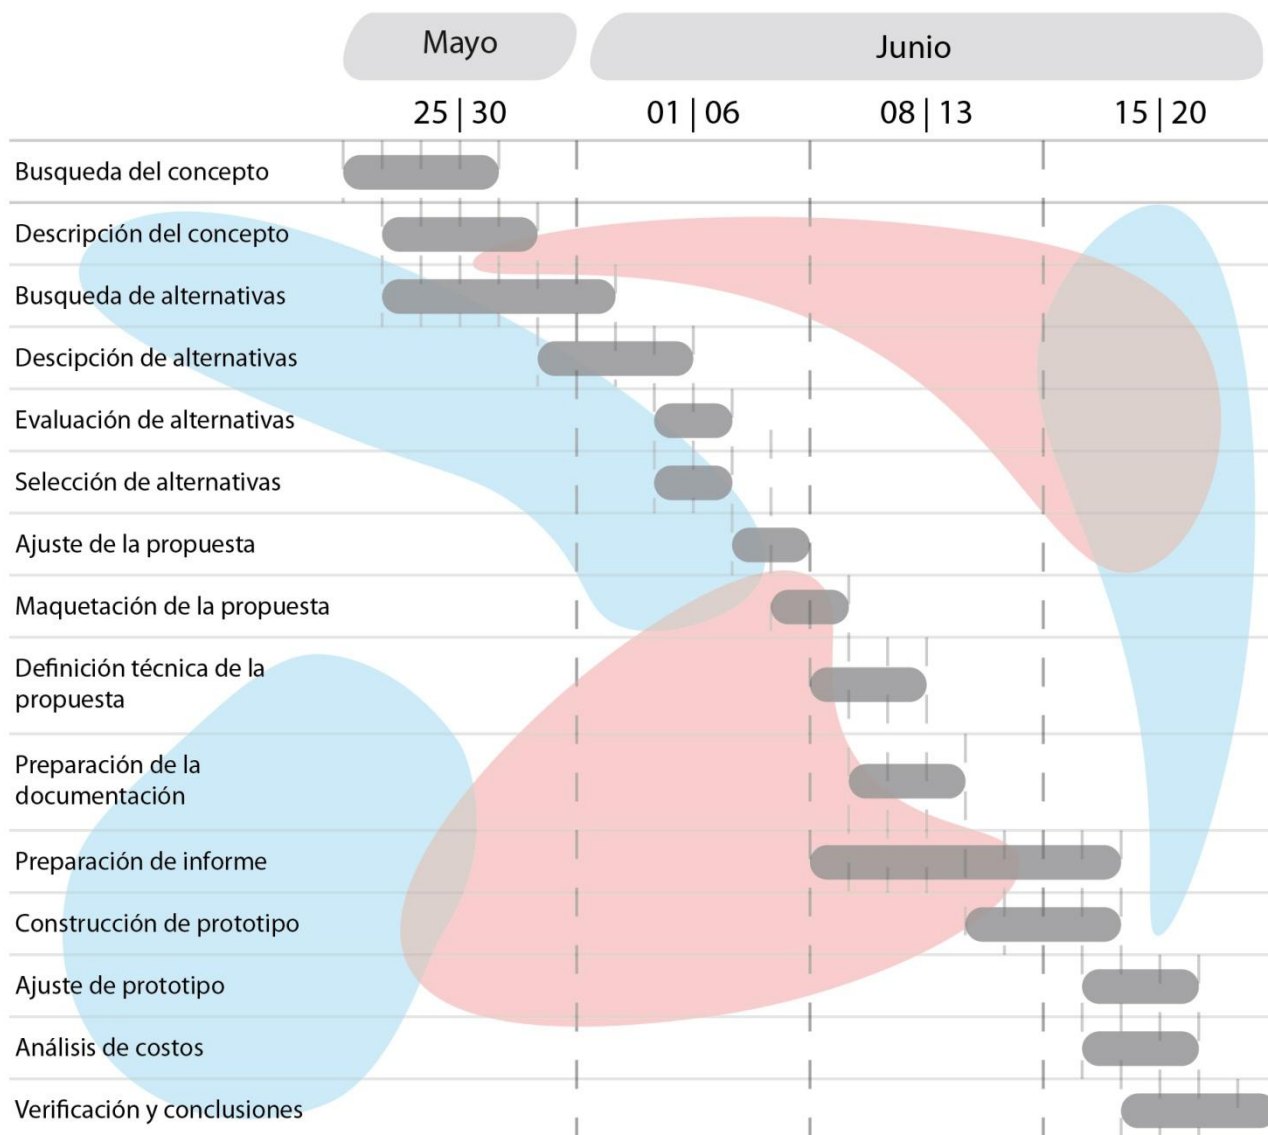 Mayo
Junio
25 | 30
01 | 06
08 | 13
15 | 20
Busqueda del concepto
Descripción del concepto
Busqueda de alternativas
Descipción de alternativas
Evaluación de alternativas
Selección de alternativas
Ajuste de la propuesta
Maquetación de la propuesta
Definición técnica de la
propuesta
Preparación de la
documentación
Preparación de informe
Construcción de prototipo
Ajuste de prototipo
Análisis de costos
Verificación y conclusiones